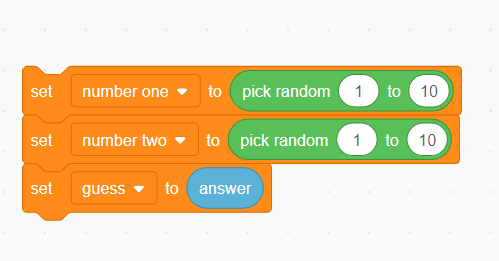 set number one to pick random 1 to 10
set number two to pick random 1 to 10
set guess to answer